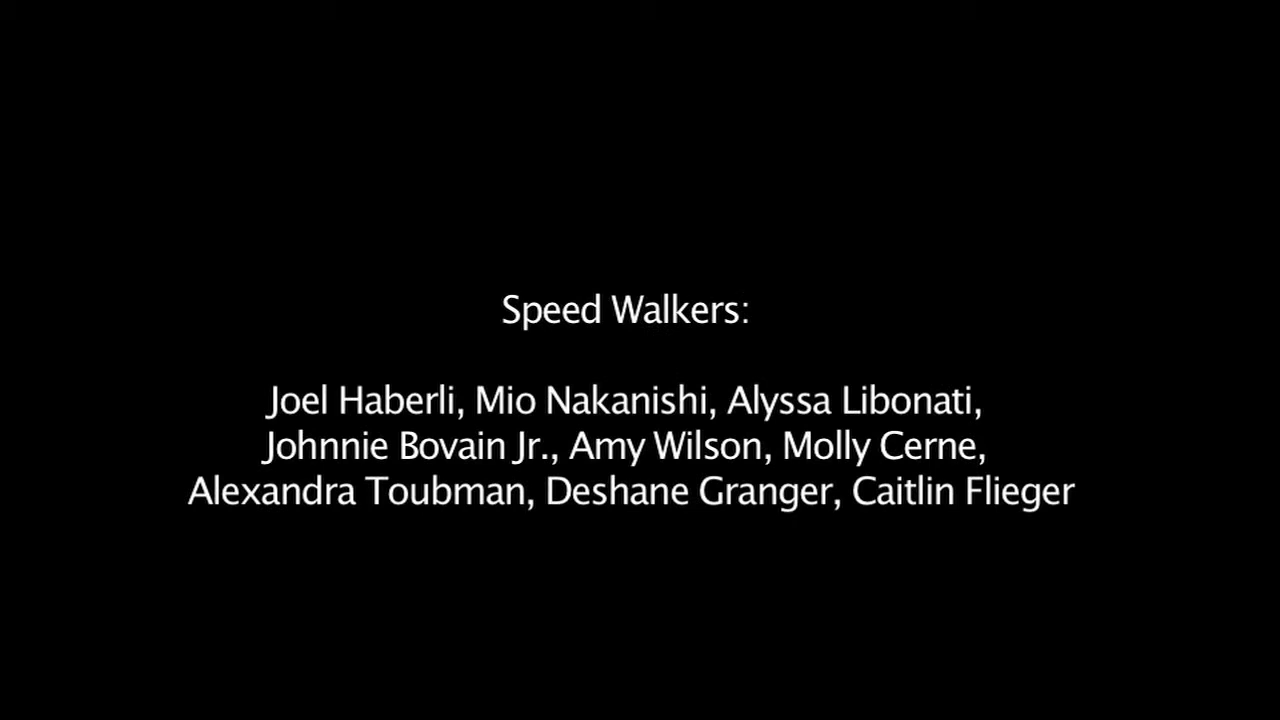 Speed Walkers:
Joel Haberli, Mio Nakanishi, Alyssa Libonati,
Johnnie Bovain Jr., Amy Wilson, Molly Cerne,
Alexandra Toubman, Deshane Granger, Caitlin Flieger